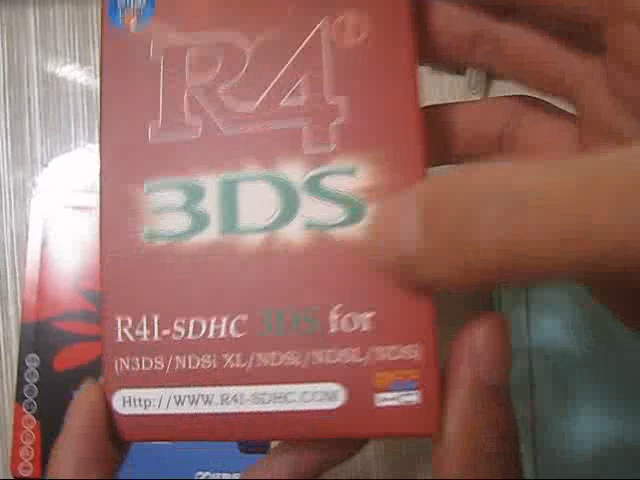 R4
3DS
R4I-SDHC 3DS for
(N3DS/NDSi XL/NDSi/NDSL/NDS)
Http://WWW.R4I-SDHC.COM